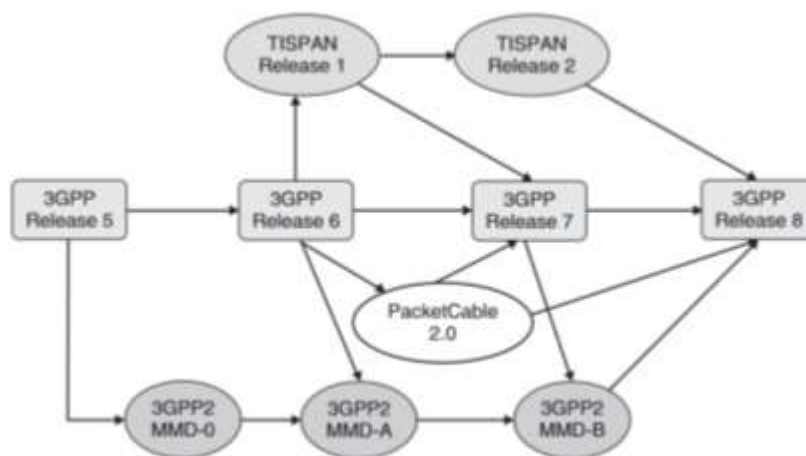 TISPAN
Release 1
TISPAN
Release 2
3GPP
Release 5
3GPP
Release 6
3GPP
Release 7
3GPP
Release 8
PacketCable
2.0
3GPP2
MMD-0
3GPP2
MMD-A
3GPP2
MMD-B